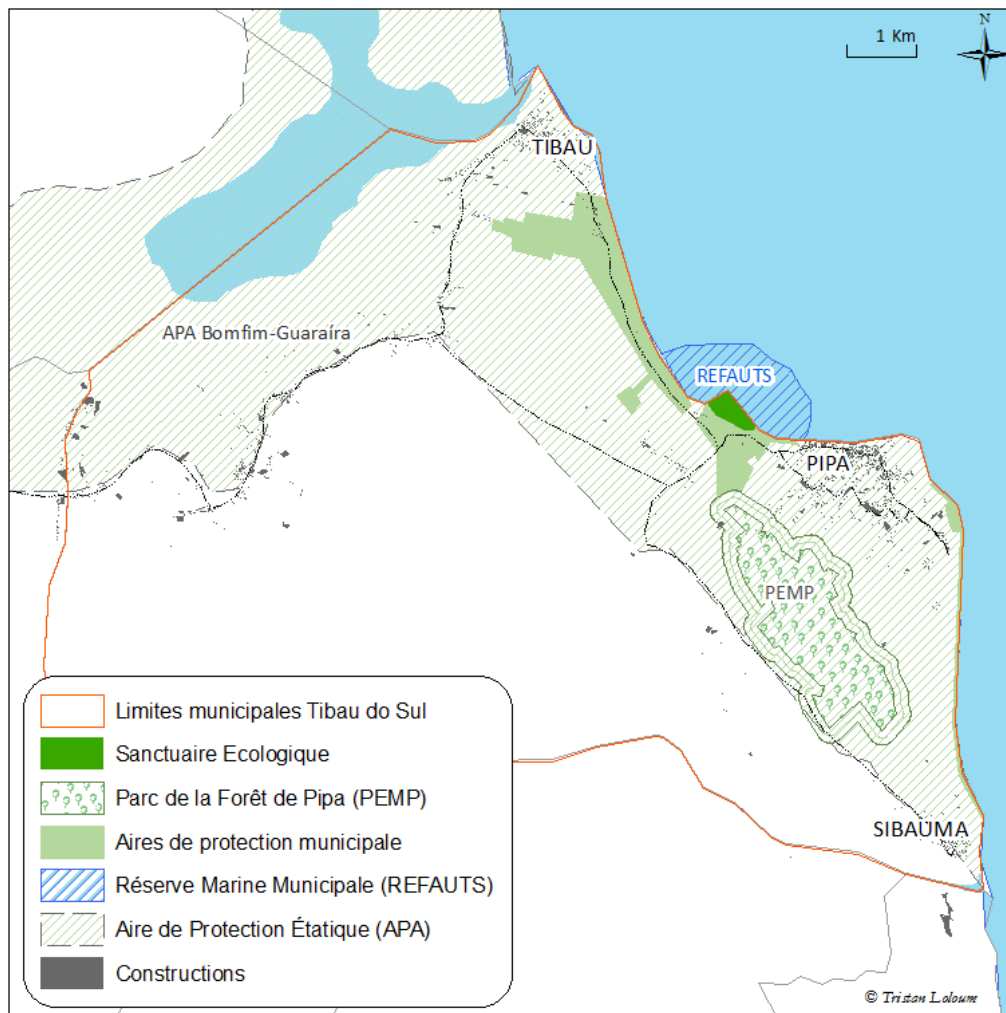 1 Km
N
TIBAU
APA Bomfim-Guaraíra
REFAUTS
PIPA
PEMP
SIBAUMA
Limites municipales Tibau do Sul
Sanctuaire Ecologique
Parc de la Forêt de Pipa (PEMP)
Aires de protection municipale
Réserve Marine Municipale (REFAUTS)
Aire de Protection Étatique (APA)
Constructions
© Tristan Loloum